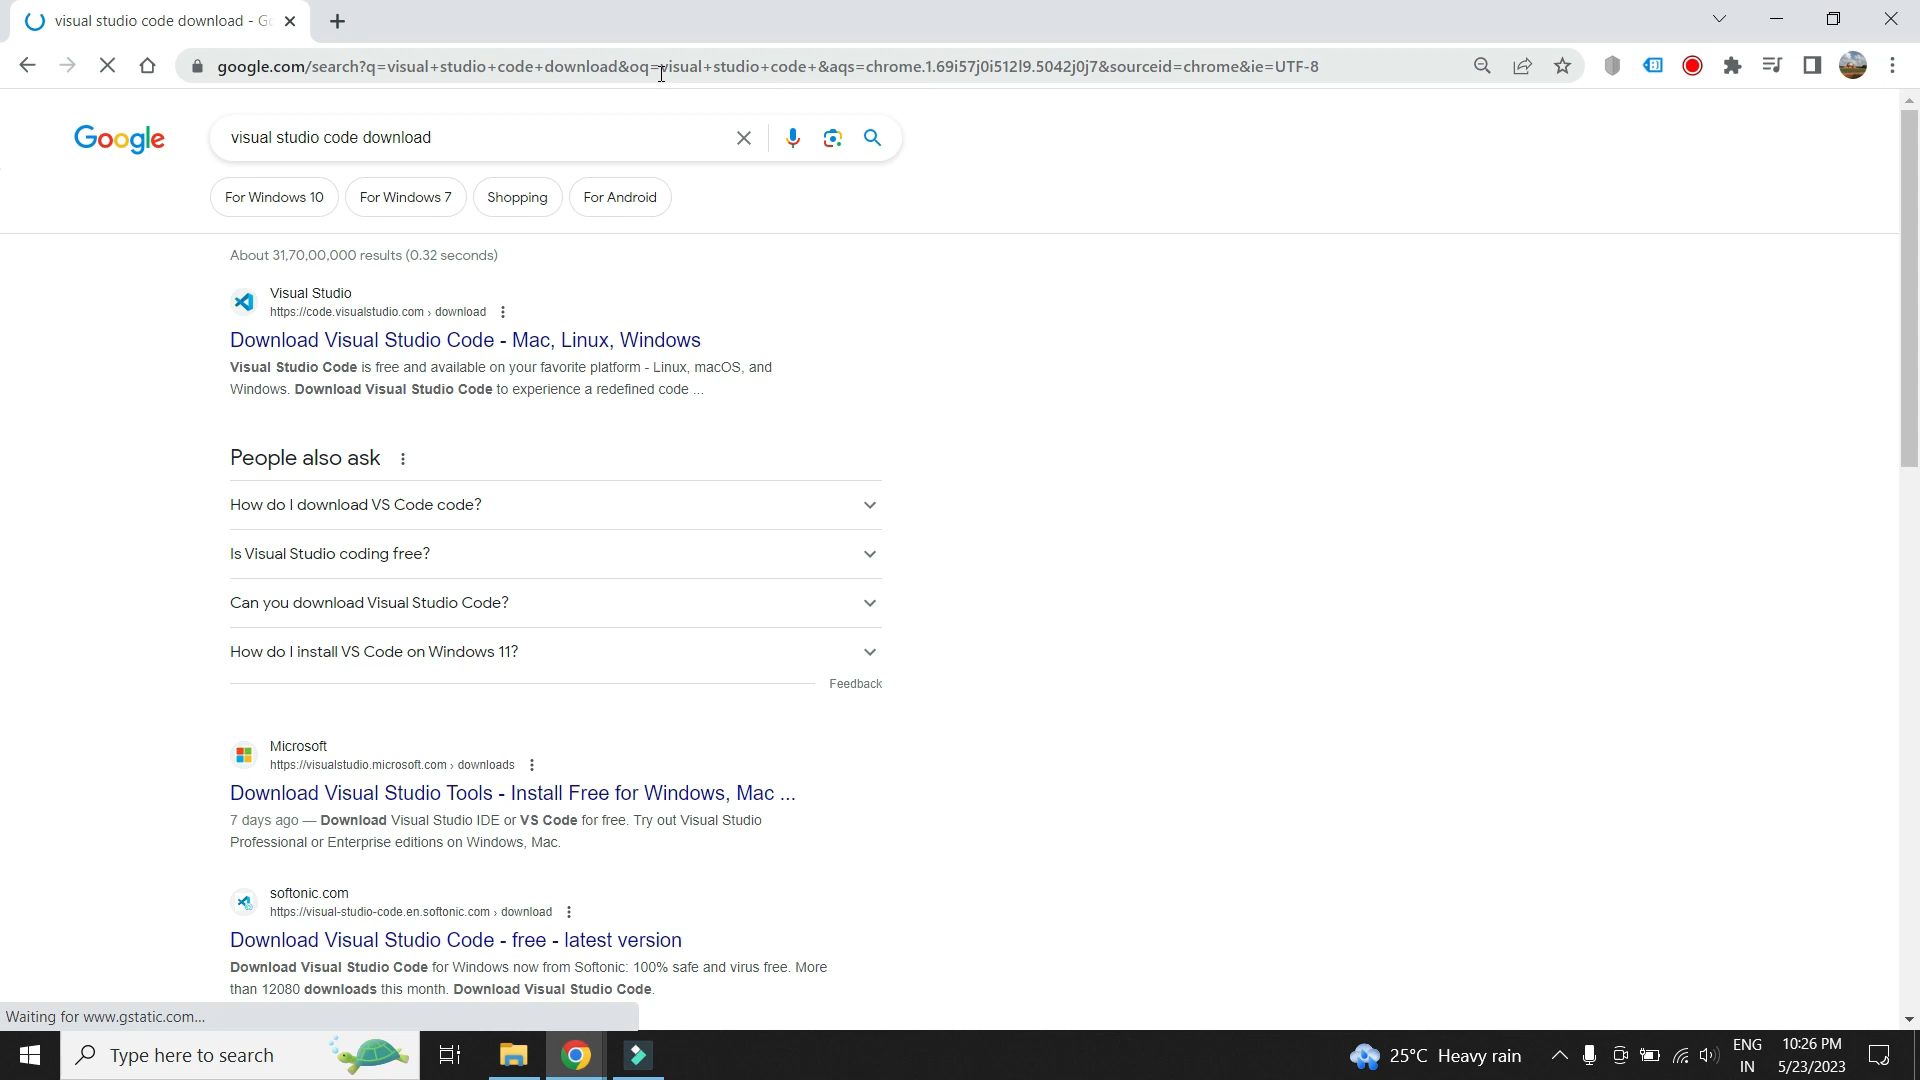 visual studio code download - Go
google.com/search?q=visual+studio+code+download&oq=visual+studio+code+&aqs=chrome.1.69i57j0i512l9.5042j0j7&sourceid=chrome&ie=UTF-8
Google
visual studio code download
For Windows 10
For Windows 7
Shopping
For Android
About 31,70,00,000 results (0.32 seconds)
Visual Studio
https://code.visualstudio.com › download
Download Visual Studio Code - Mac, Linux, Windows
Visual Studio Code is free and available on your favorite platform - Linux, macOS, and
Windows. Download Visual Studio Code to experience a redefined code ...
People also ask
How do I download VS Code code?
Is Visual Studio coding free?
Can you download Visual Studio Code?
How do I install VS Code on Windows 11?
Feedback
Microsoft
https://visualstudio.microsoft.com › downloads
Download Visual Studio Tools - Install Free for Windows, Mac ...
7 days ago — Download Visual Studio IDE or VS Code for free. Try out Visual Studio
Professional or Enterprise editions on Windows, Mac.
softonic.com
https://visual-studio-code.en.softonic.com › download
Download Visual Studio Code - free - latest version
Download Visual Studio Code for Windows now from Softonic: 100% safe and virus free. More
than 12080 downloads this month. Download Visual Studio Code.
Waiting for www.gstatic.com...
Type here to search
25°C Heavy rain
ENG
IN
10:26 PM
5/23/2023